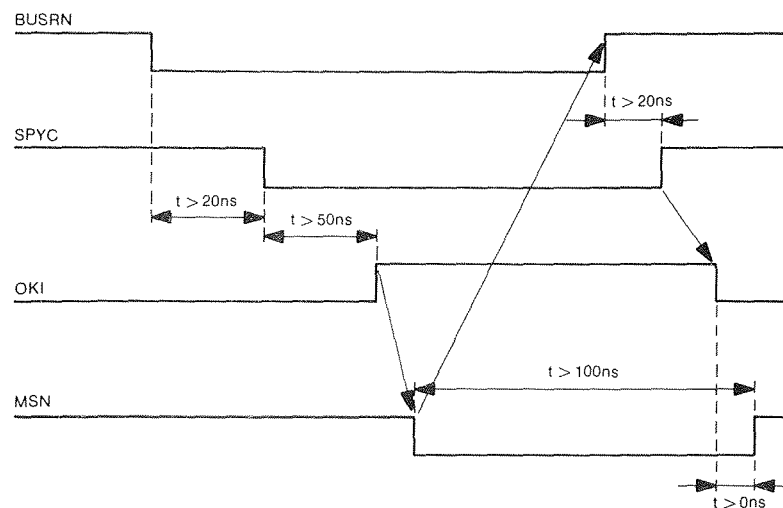 BUSRN
t > 20ns
SPYC
t > 20ns
t > 50ns
OKI
t > 100ns
MSN
t > 0ns